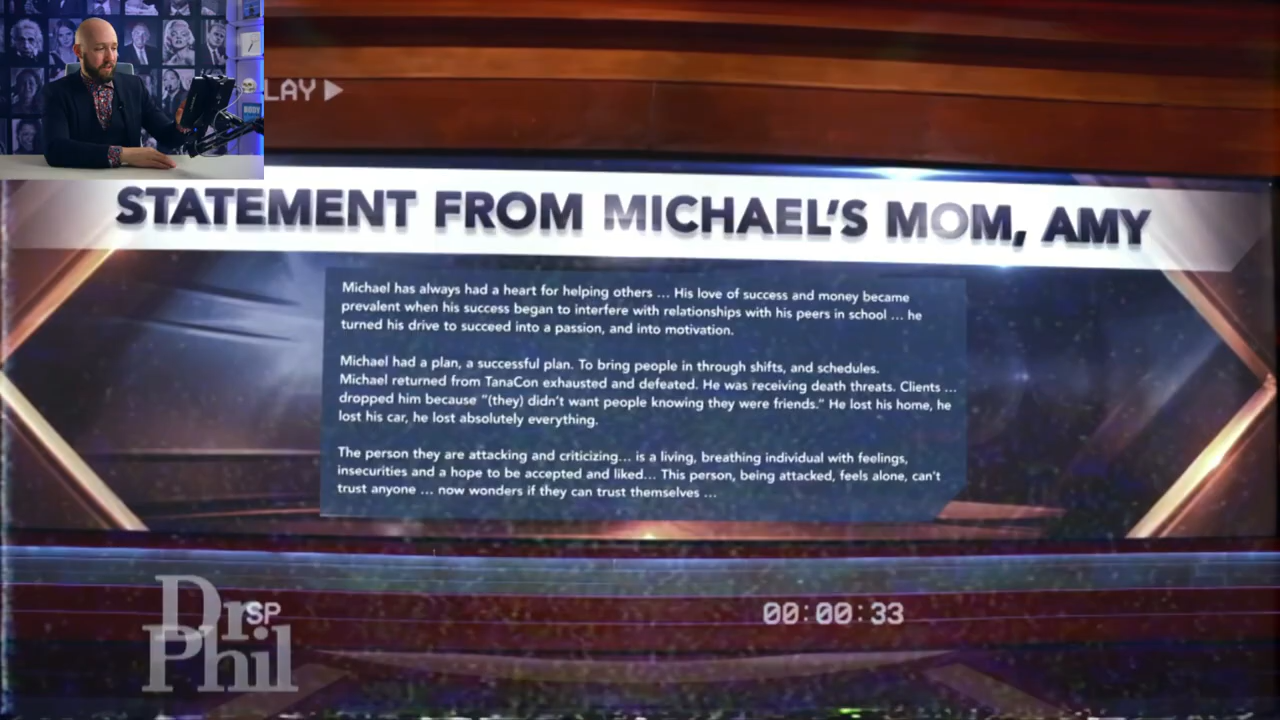 LAY
STATEMENT FROM MICHAEL'S MOM, AMY
Michael has always had a heart for helping others ... His love of success and money became
prevalent when his success began to interfere with relationships with his peers in school ... he
turned his drive to succeed into a passion, and into motivation.
Michael had a plan, a successful plan. To bring people in through shifts, and schedules.
Michael returned from TanaCon exhausted and defeated. He was receiving death threats. Clients ...
dropped him because "(they) didn't want people knowing they were friends." He lost his home, he
lost his car, he lost absolutely everything.
The person they are attacking and criticizing... is a living, breathing individual with feelings,
insecurities and a hope to be accepted and liked... This person, being attacked, feels alone, can't
trust anyone ... now wonders if they can trust themselves ...
Dr.
Phil
SP
00:00:33